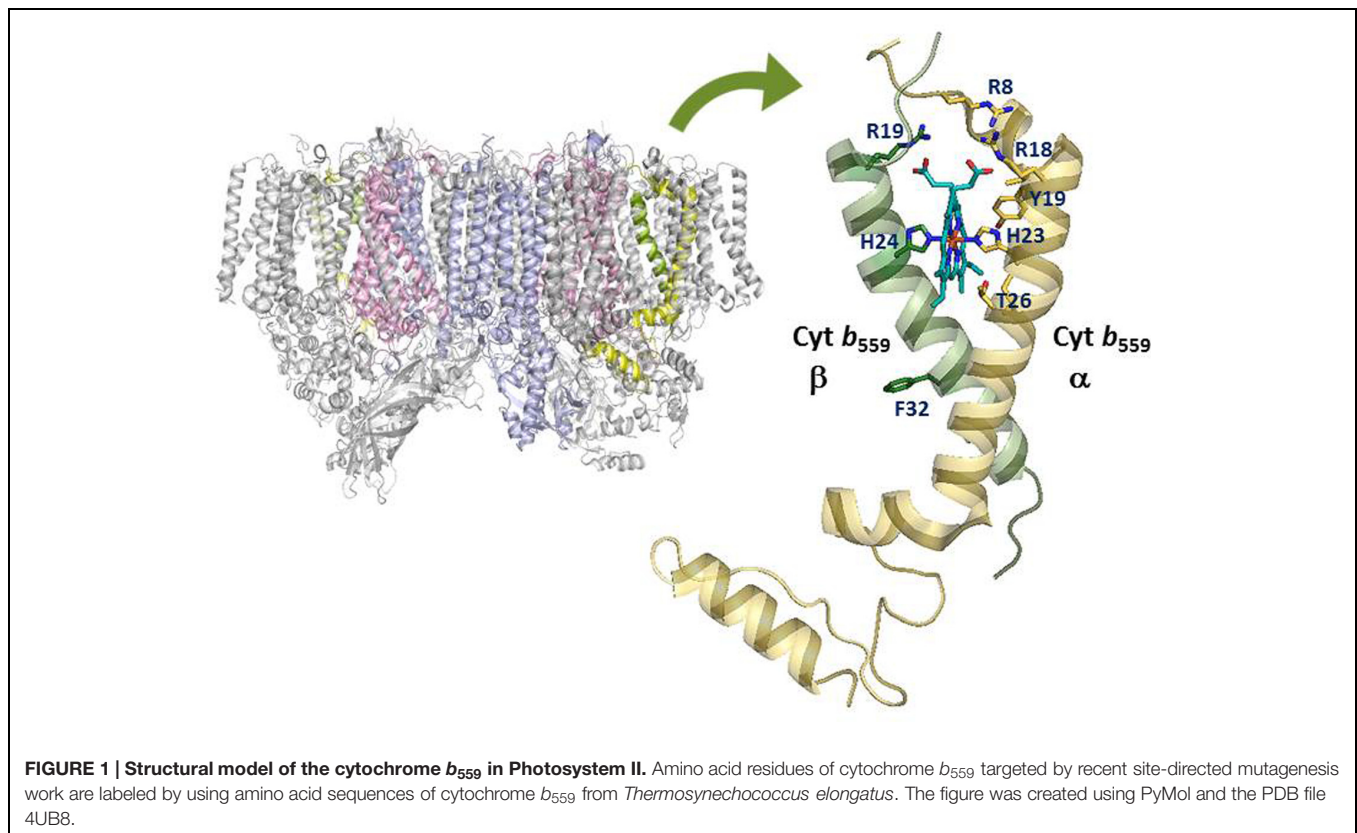 R8
R19
R18
Y19
H24
H23
T26
Cyt b559
β
Cyt b559
α
F32
FIGURE 1 | Structural model of the cytochrome b559 in Photosystem II. Amino acid residues of cytochrome b559 targeted by recent site-directed mutagenesis
work are labeled by using amino acid sequences of cytochrome b559 from Thermosynechococcus elongatus. The figure was created using PyMol and the PDB file
4UB8.